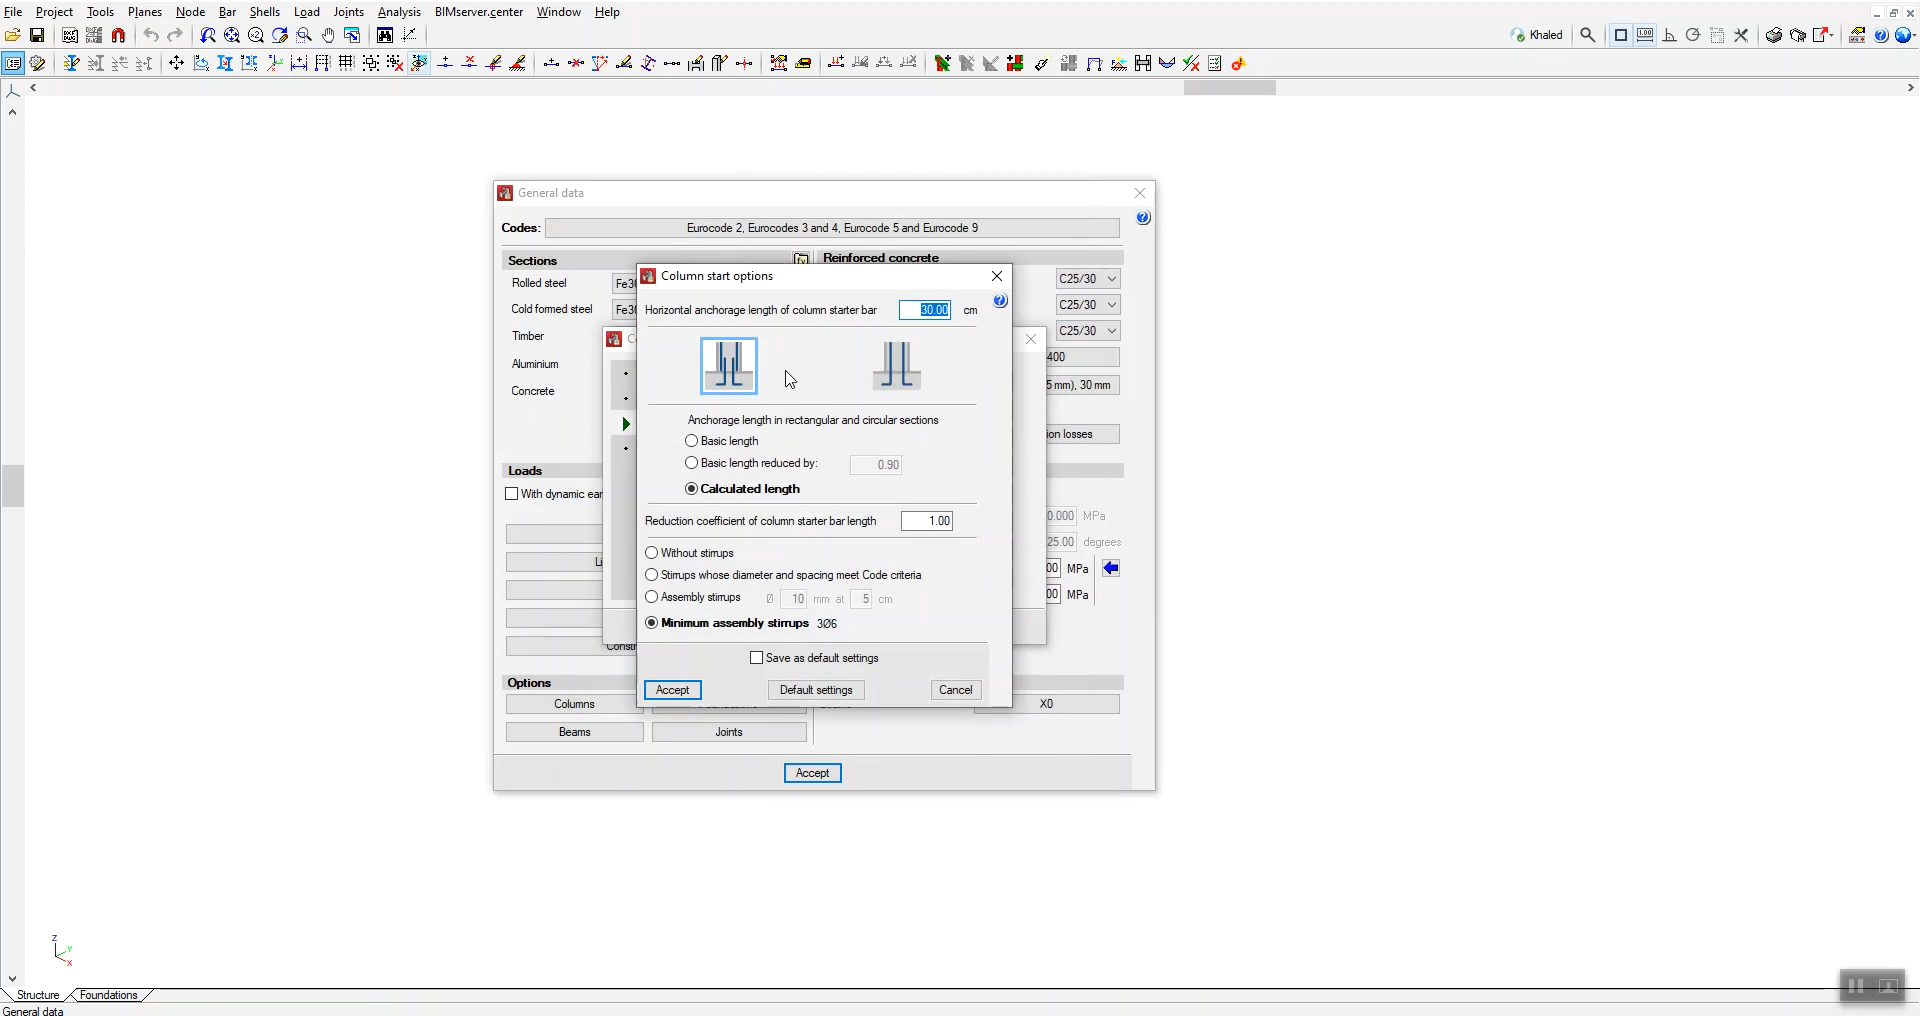 File Project Tools Planes Node Bar Shells Load Joints Analysis BIMserver.center Window Help
Khaled
General data
Codes: Eurocode 2, Eurocodes 3 and 4, Eurocode 5 and Eurocode 9
Sections
Reinforced concrete
Rolled steel
C25/30
Cold formed steel
C25/30
Timber
C25/30
Aluminium
400
Concrete
5 mm), 30 mm
ion losses
Loads
With dynamic ear
0.000 MPa
25.00 degrees
Li
00 MPa
00 MPa
Constr
Options
Columns
X0
Beams
Joints
Accept
Column start options
Horizontal anchorage length of column starter bar 30.00 cm
Anchorage length in rectangular and circular sections
Basic length
Basic length reduced by: 0.90
Calculated length
Reduction coefficient of column starter bar length 1.00
Without stirrups
Stirrups whose diameter and spacing meet Code criteria
Assembly stirrups Ø 10 mm at 5 cm
Minimum assembly stirrups 3Ø6
Save as default settings
Accept Default settings Cancel
Z
Y
X
Structure Foundations
General data